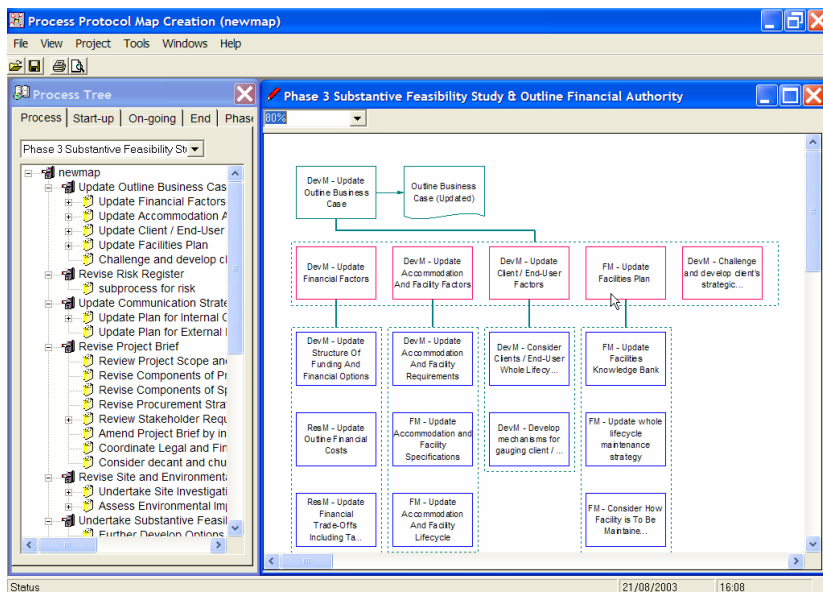 Process Protocol Map Creation (newmap)
File View Project Tools Windows Help
Process Tree
Process Start-up On-going End Phase
Phase 3 Substantive Feasibility St
newmap
Update Outline Business Cas
Update Financial Factors
Update Accommodation A
Update Client / End-User
Update Facilities Plan
Challenge and develop cl
Revise Risk Register
subprocess for risk
Update Communication Strate
Update Plan for Internal C
Update Plan for External
Revise Project Brief
Review Project Scope an
Revise Components of Pr
Revise Components of Sp
Revise Procurement Stra
Review Stakeholder Requ
Amend Project Brief by in
Coordinate Legal and Fin
Consider decant and chu
Revise Site and Environment
Undertake Site Investigati
Assess Environmental Im
Undertake Substantive Feasil
Further Develop Options
Phase 3 Substantive Feasibility Study & Outline Financial Authority
80%
DevM - Update
Outline Business
Case
Outline Business
Case (Updated)
DevM - Update
Financial Factors
DevM - Update
Accommodation
And Facility Factors
DevM - Update
Client / End-User
Factors
FM - Update
Facilities Plan
DevM - Challenge
and develop client's
strategic...
DevM - Update
Structure Of
Funding And
Financial Options
DevM - Update
Accommodation
And Facility
Requirements
DevM - Consider
Clients / End-User
Whole Lifecy...
FM - Update
Facilities
Knowledge Bank
ResM - Update
Outline Financial
Costs
FM - Update
Accommodation and
Facility
Specifications
DevM - Develop
mechanisms for
gauging client / ...
FM - Update whole
lifecycle
maintenance
strategy
ResM - Update
Financial
Trade-Offs
Including Ta...
FM - Update
Accommodation
And Facility
Lifecycle
FM - Consider How
Facility is To Be
Maintaine...
Status
21/08/2003
16:08